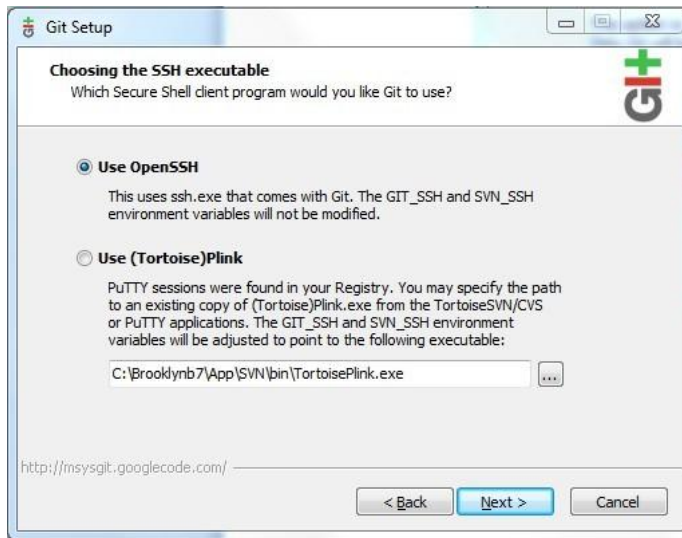 Git Setup
Choosing the SSH executable
Which Secure Shell client program would you like Git to use?
Git
Use OpenSSH
This uses ssh.exe that comes with Git. The GIT_SSH and SVN_SSH
environment variables will not be modified.
Use (Tortoise)Plink
PuTTY sessions were found in your Registry. You may specify the path
to an existing copy of (Tortoise)Plink.exe from the TortoiseSVN/CVS
or PuTTY applications. The GIT_SSH and SVN_SSH environment
variables will be adjusted to point to the following executable:
C:\Brooklynb7\App\SVN\bin\TortoisePlink.exe
...
http://msysgit.googlecode.com/
< Back
Next >
Cancel